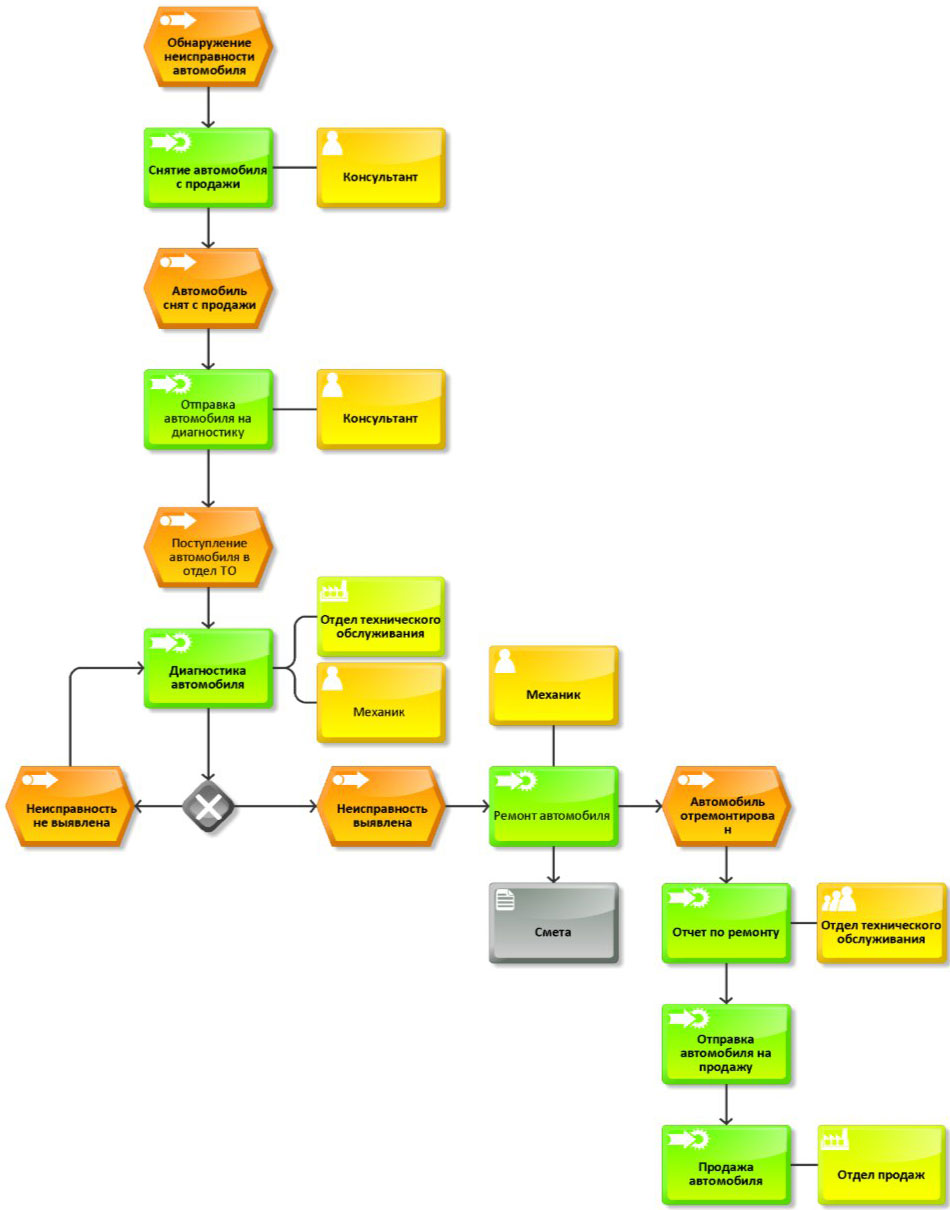 Обнаружение
неисправности
автомобиля
Снятие автомобиля
с продажи
Консультант
Автомобиль
снят с продажи
Отправка
автомобиля на
диагностику
Консультант
Поступление
автомобиля в
отдел ТО
Диагностика
автомобиля
Отдел технического
обслуживания
Механик
Механик
Неисправность
не выявлена
Неисправность
выявлена
Ремонт автомобиля
Автомобиль
отремонтирова
н
Смета
Отчет по ремонту
Отдел технического
обслуживания
Отправка
автомобиля на
продажу
Продажа
автомобиля
Отдел продаж